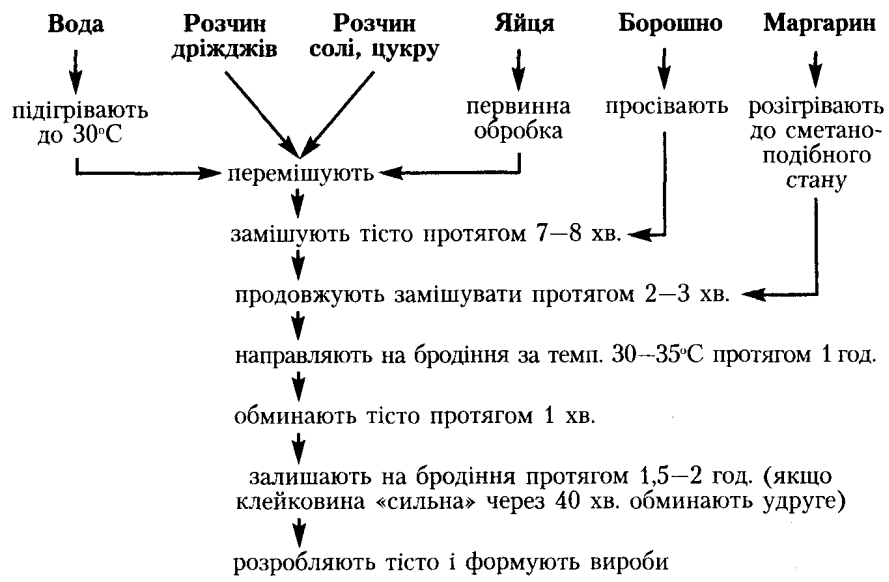 Вода
Розчин
дріжджів
Розчин
солі, цукру
Яйця
Борошно
Маргарин
підігрівають
до 30°С
первинна
обробка
просівають
розігрівають
до сметано-
подібного
стану
перемішують
замішують тісто протягом 7—8 хв.
продовжують замішувати протягом 2—3 хв.
направляють на бродіння за темп. 30—35°С протягом 1 год.
обминають тісто протягом 1 хв.
залишають на бродіння протягом 1,5—2 год. (якщо
клейковина «сильна» через 40 хв. обминають удруге)
розробляють тісто і формують вироби